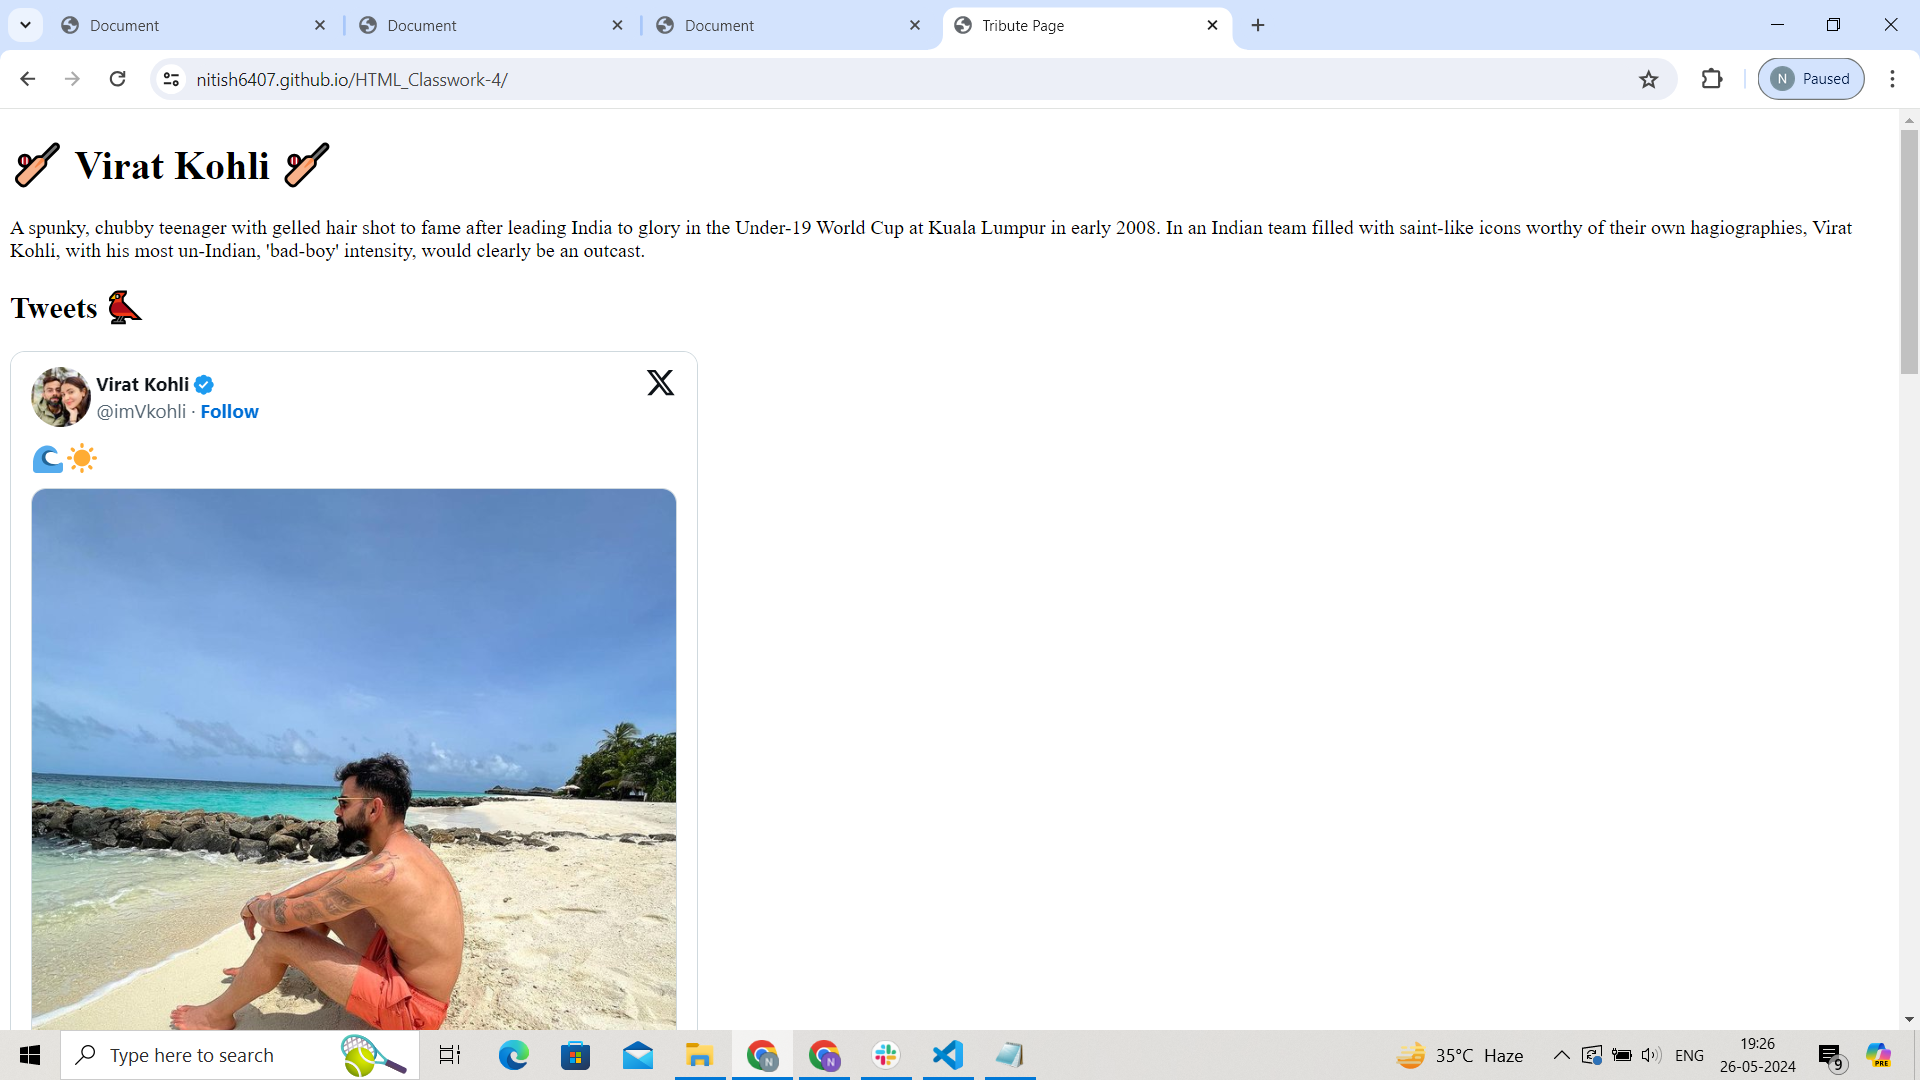 Document
Document
Document
Tribute Page
nitish6407.github.io/HTML_Classwork-4/
N
Paused
Virat Kohli
A spunky, chubby teenager with gelled hair shot to fame after leading India to glory in the Under-19 World Cup at Kuala Lumpur in early 2008. In an Indian team filled with saint-like icons worthy of their own hagiographies, Virat
Kohli, with his most un-Indian, 'bad-boy' intensity, would clearly be an outcast.
Tweets
Virat Kohli
@imVkohli · Follow
Type here to search
N
N
35°C Haze
ENG
19:26
26-05-2024
9
PRE